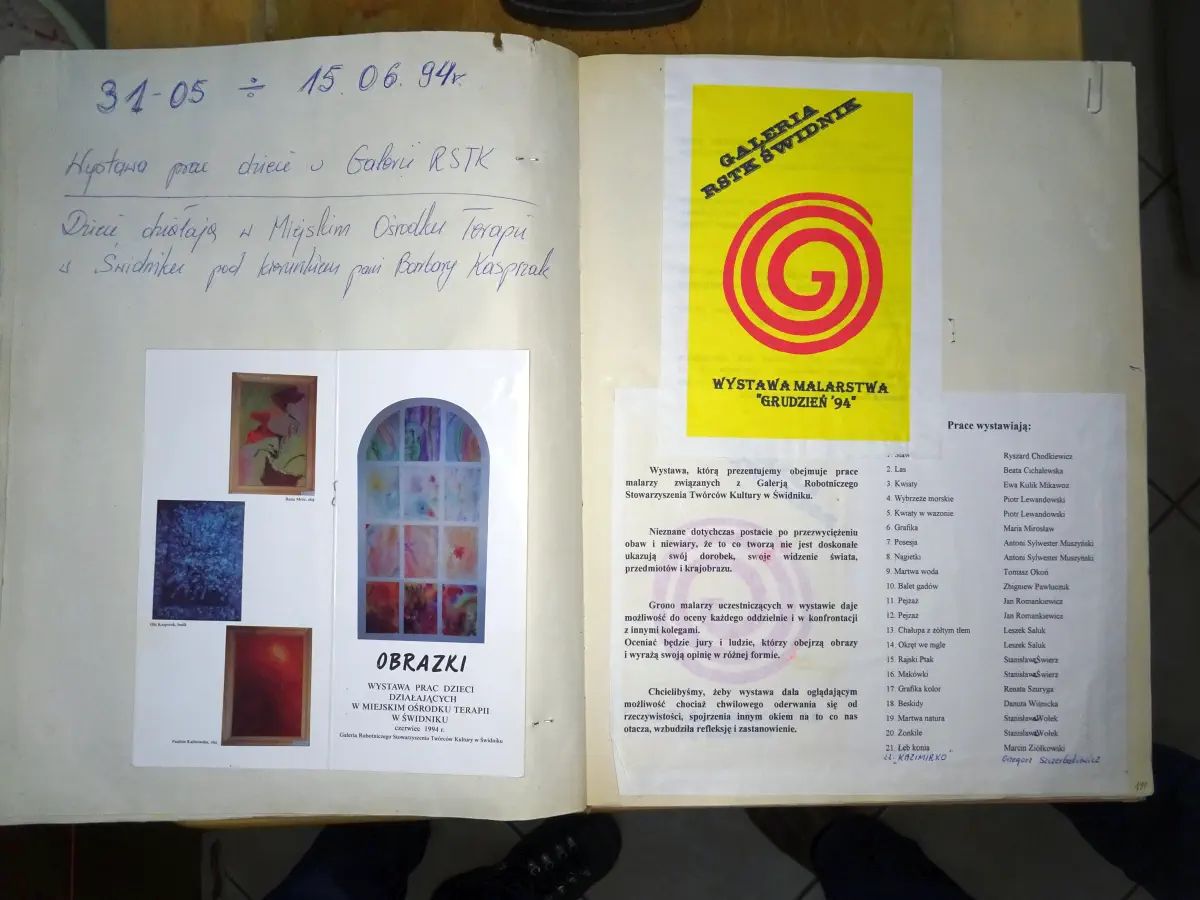 31-05 ÷ 15.06.94r.
Wystawa prac dzieci w Galerii RSTK
Dzieci działają w Miejskim Ośrodku Terapii
w Świdniku pod kierunkiem pani Barbary Kasprzak
OBRAZKI
WYSTAWA PRAC DZIECI
DZIAŁAJĄCYCH
W MIEJSKIM OŚRODKU TERAPII
W ŚWIDNIKU
czerwiec 1994 r.
Galeria Robotniczego Stowarzyszenia Twórców Kultury w Świdniku
GALERIA
RSTK ŚWIDNIK
G
WYSTAWA MALARSTWA
"GRUDZIEŃ '94"
Wystawa, którą prezentujemy obejmuje prace
malarzy związanych z Galerją Robotniczego
Stowarzyszenia Twórców Kultury w Świdniku.
Nieznane dotychczas postacie po przezwyciężeniu
obaw i niewiary, że to co tworzą nie jest doskonałe
ukazują swój dorobek, swoje widzenie świata,
przedmiotów i krajobrazu.
Grono malarzy uczestniczących w wystawie daje
możliwość do oceny każdego oddzielnie i w konfrontacji
z innymi kolegami.
Oceniać będzie jury i ludzie, którzy obejrzą obrazy
i wyrażą swoją opinię w różnej formie.
Chcielibyśmy, żeby wystawa dała oglądającym
możliwość chociaż chwilowego oderwania się od
rzeczywistości, spojrzenia innym okiem na to co nas
otacza, wzbudziła refleksję i zastanowienie.
Prace wystawiają:
Ryszard Chodkiewicz
2. Las Beata Cichalewska
3. Kwiaty Ewa Kulik Mikawoz
4. Wybrzeże morskie Piotr Lewandowski
5. Kwiaty w wazonie Piotr Lewandowski
6. Grafika Maria Mirosław
7. Posesja Antoni Sylwester Muszyński
8. Nagietki Antoni Sylwester Muszyński
9. Martwa woda Tomasz Okoń
10. Balet gadów Zbigniew Pawluczuk
11. Pejzaż Jan Romankiewicz
12. Pejzaż Jan Romankiewicz
13. Chałupa z żółtym tłem Leszek Saluk
14. Okręt we mgle Leszek Saluk
15. Rajski Ptak Stanisława Świerz
16. Makówki Stanisława Świerz
17. Grafika kolor Renata Szuryga
18. Beskidy Danuta Wiśnicka
19. Martwa natura Stanisława Wołek
20. Żonkile Stanisława Wołek
21. Łeb konia Marcin Ziółkowski
22. KAZIMIRKO Grzegorz